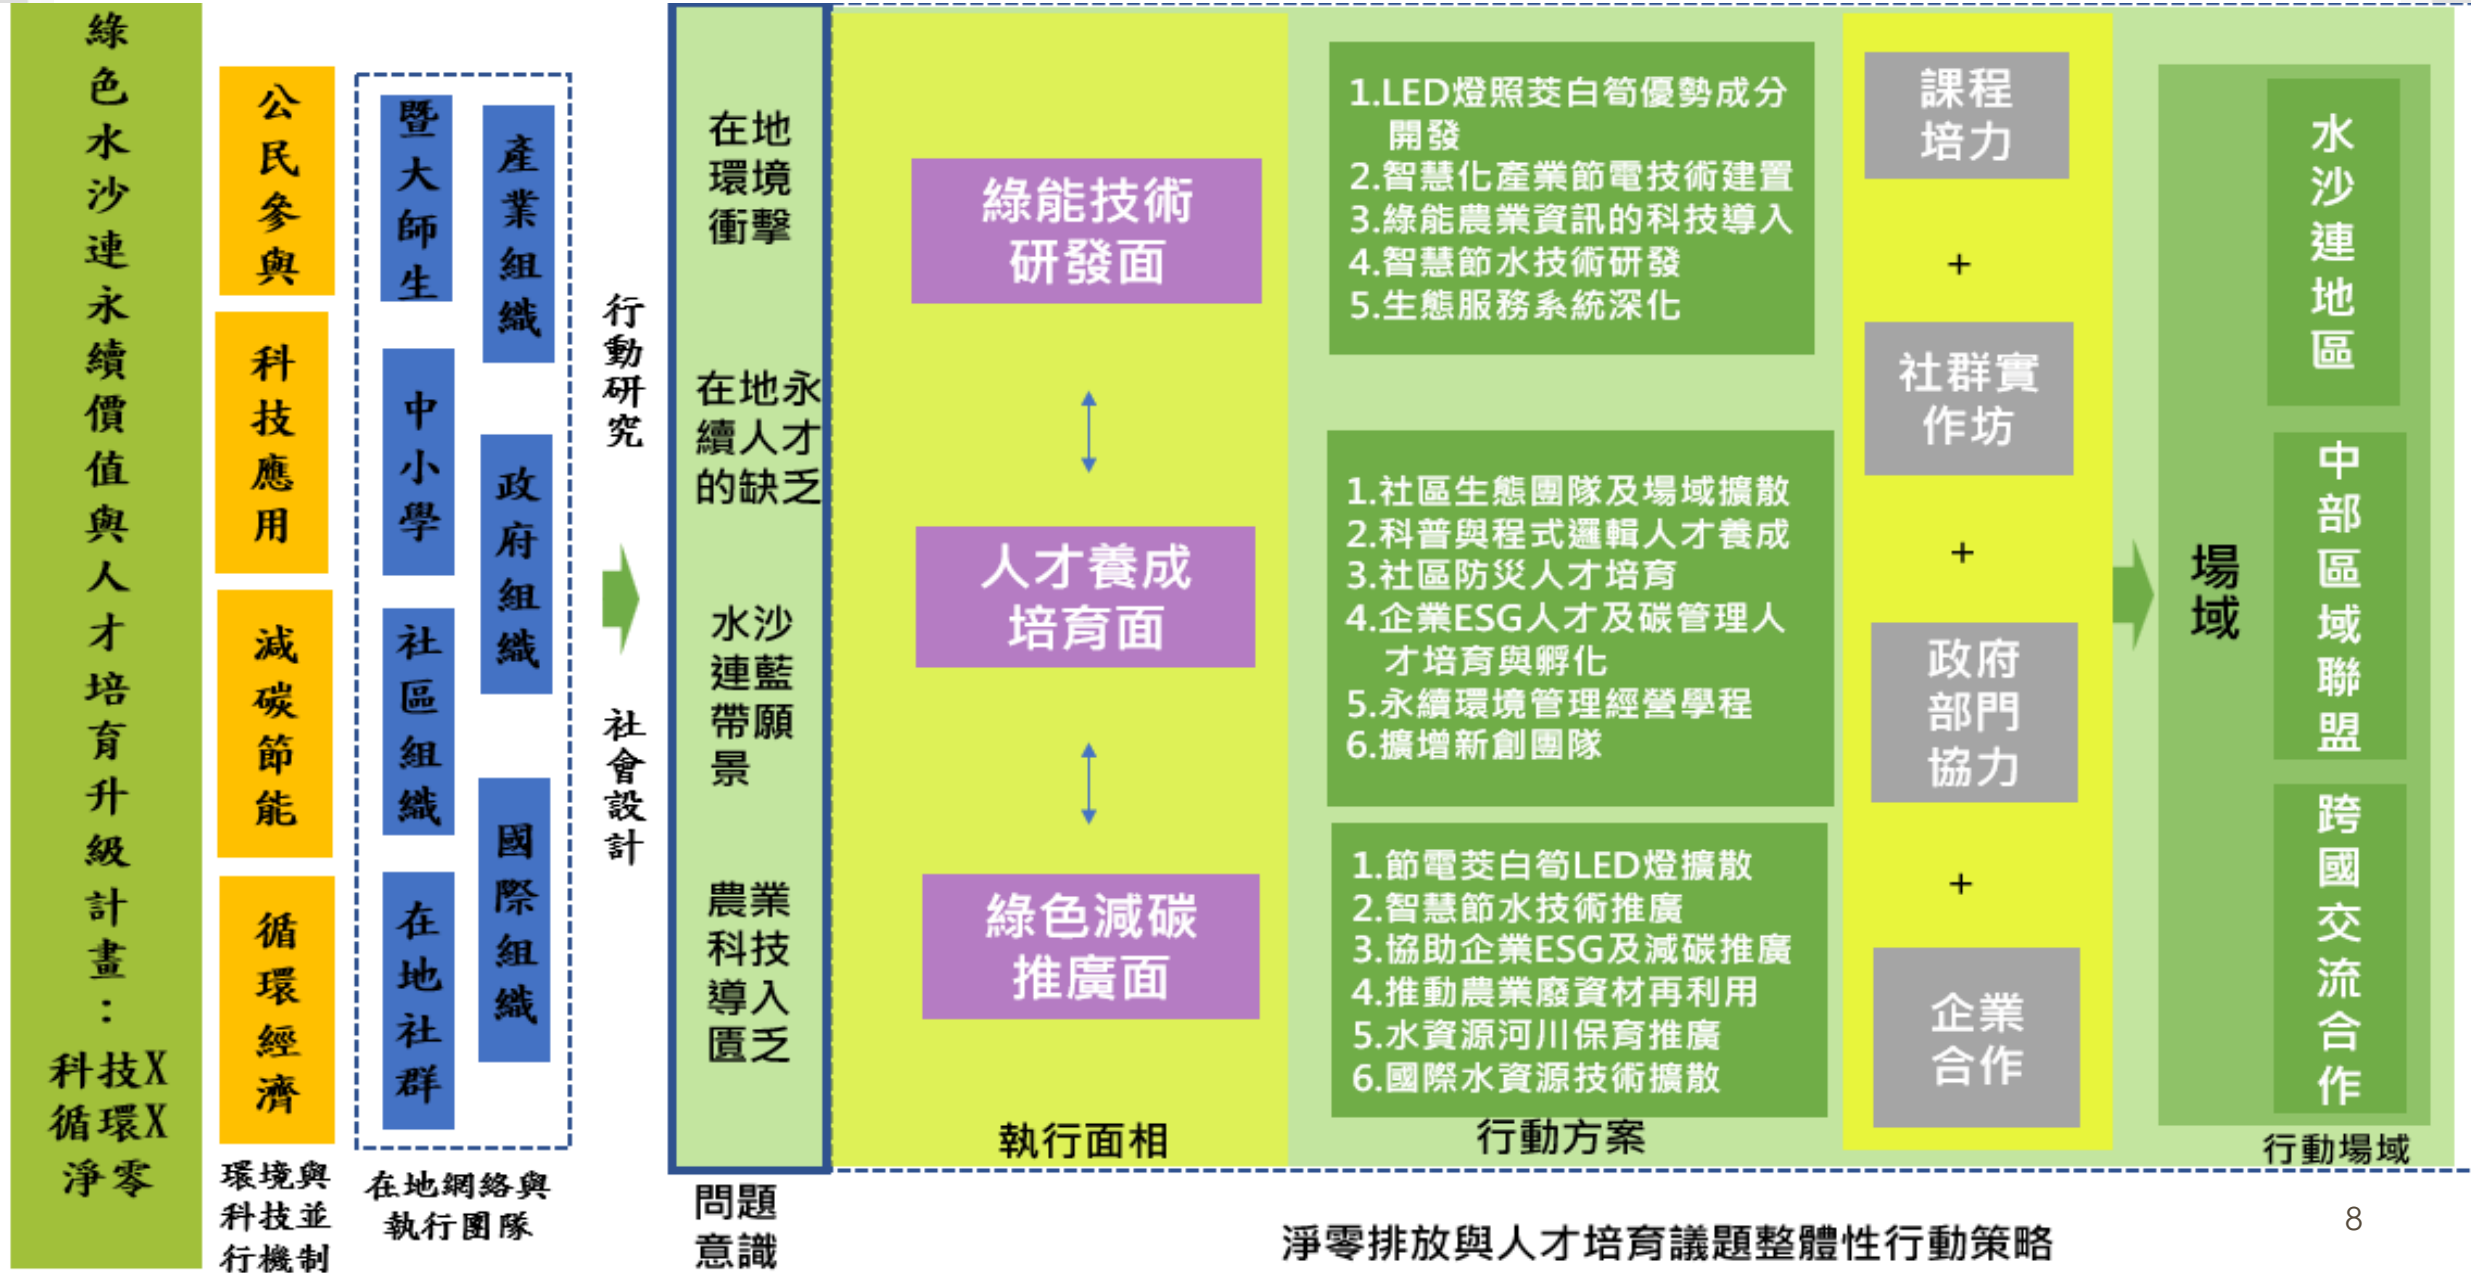 綠色水沙連永續價值與人才培育升級計畫：
科技X
循環X
淨零
公民參與
科技應用
減碳節能
循環經濟
環境與
科技並
行機制
暨大師生
中小學
社區組織
在地社群
產業組織
政府組織
國際組織
在地網絡與
執行團隊
行動研究
社會設計
在地
環境
衝擊
在地永
續人才
的缺乏
水沙
連藍
帶願
景
農業
科技
導入
匱乏
問題
意識
綠能技術
研發面
人才養成
培育面
綠色減碳
推廣面
執行面相
1.LED燈照茭白筍優勢成分
開發
2.智慧化產業節電技術建置
3.綠能農業資訊的科技導入
4.智慧節水技術研發
5.生態服務系統深化
1.社區生態團隊及場域擴散
2.科普與程式邏輯人才養成
3.社區防災人才培育
4.企業ESG人才及碳管理人
才培育與孵化
5.永續環境管理經營學程
6.擴增新創團隊
1.節電茭白筍LED燈擴散
2.智慧節水技術推廣
3.協助企業ESG及減碳推廣
4.推動農業廢資材再利用
5.水資源河川保育推廣
6.國際水資源技術擴散
行動方案
課程
培力
+
社群實
作坊
+
政府
部門
協力
+
企業
合作
場域
水沙連地區
中部區域聯盟
跨國交流合作
行動場域
淨零排放與人才培育議題整體性行動策略
8